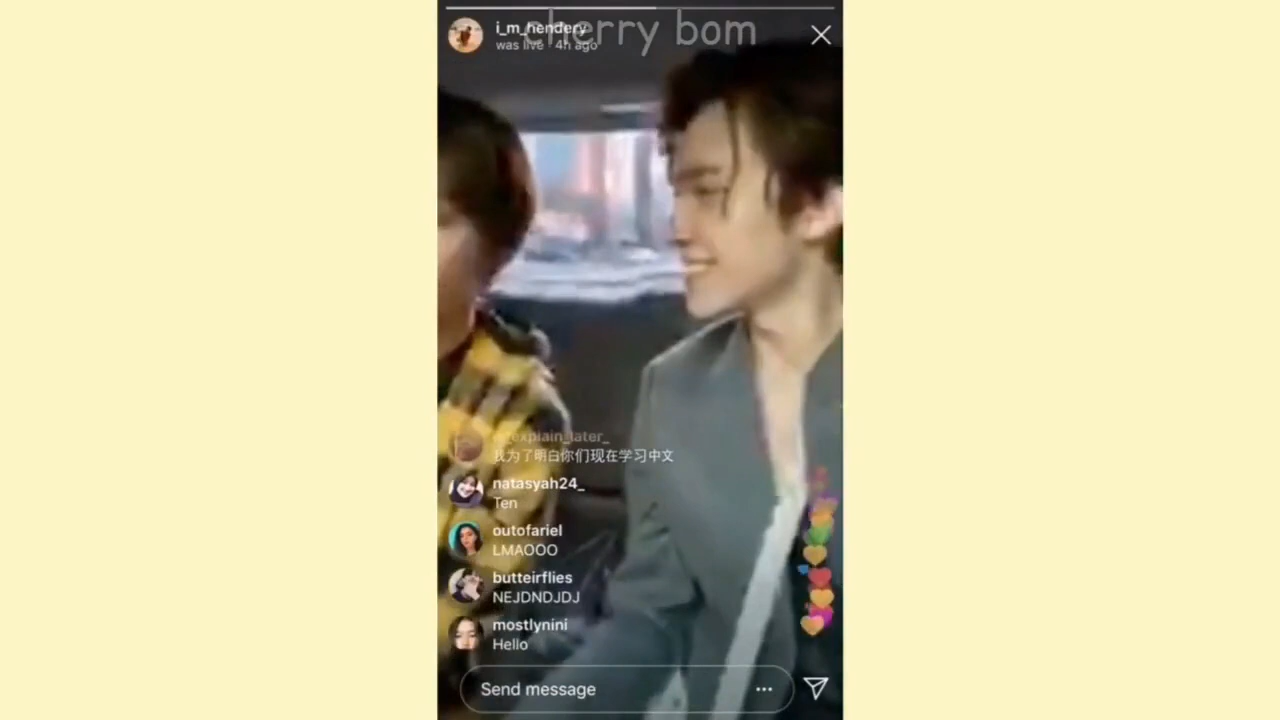 cherry bom
i_m_hendery
was live · 4h ago
explain_later_
我为了明白你们现在学习中文
natasyah24_
Ten
outofariel
LMAOOO
butteirflies
NEJDNDJDJ
mostlynini
Hello
Send message